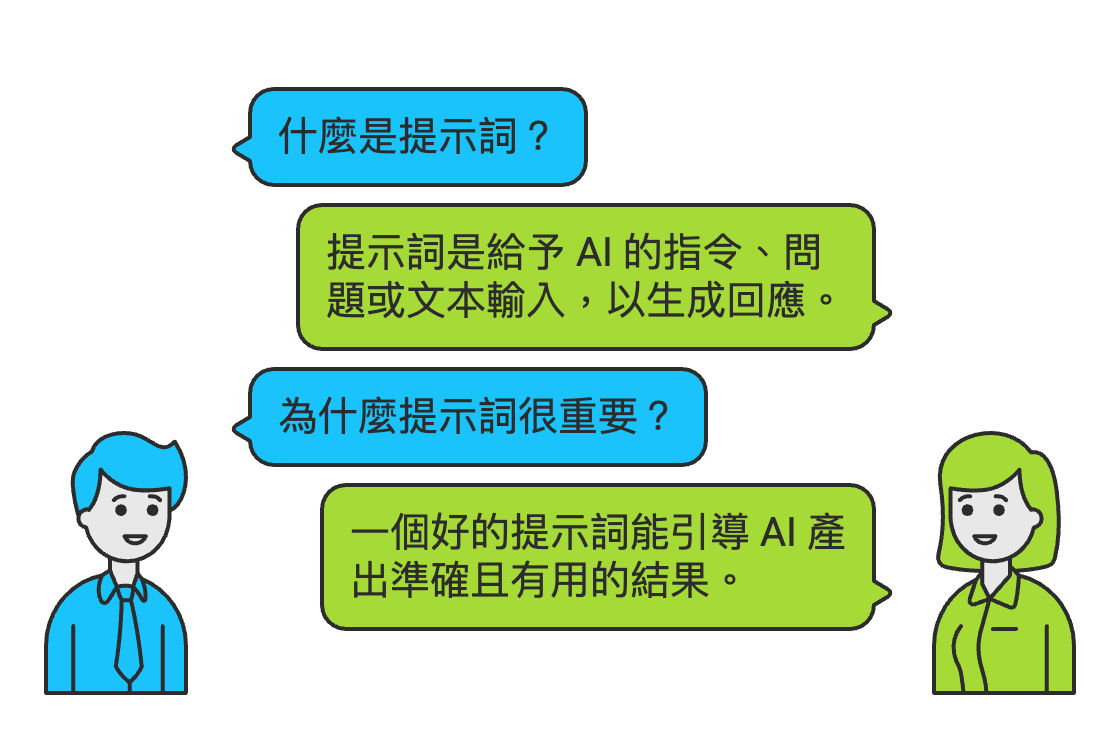 什麼是提示詞？
提示詞是給予 AI 的指令、問
題或文本輸入，以生成回應。
為什麼提示詞很重要？
一個好的提示詞能引導 AI 產
出準確且有用的結果。